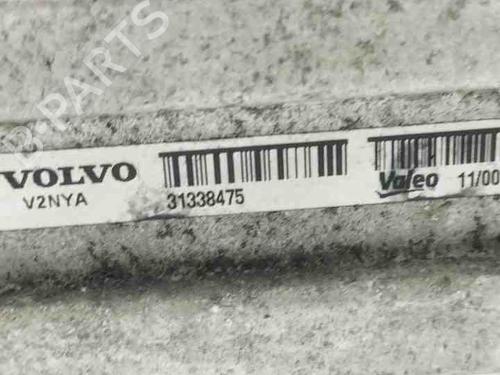 B-PARTS
VOLVO
V2NYA
31338475
Valeo 11/00